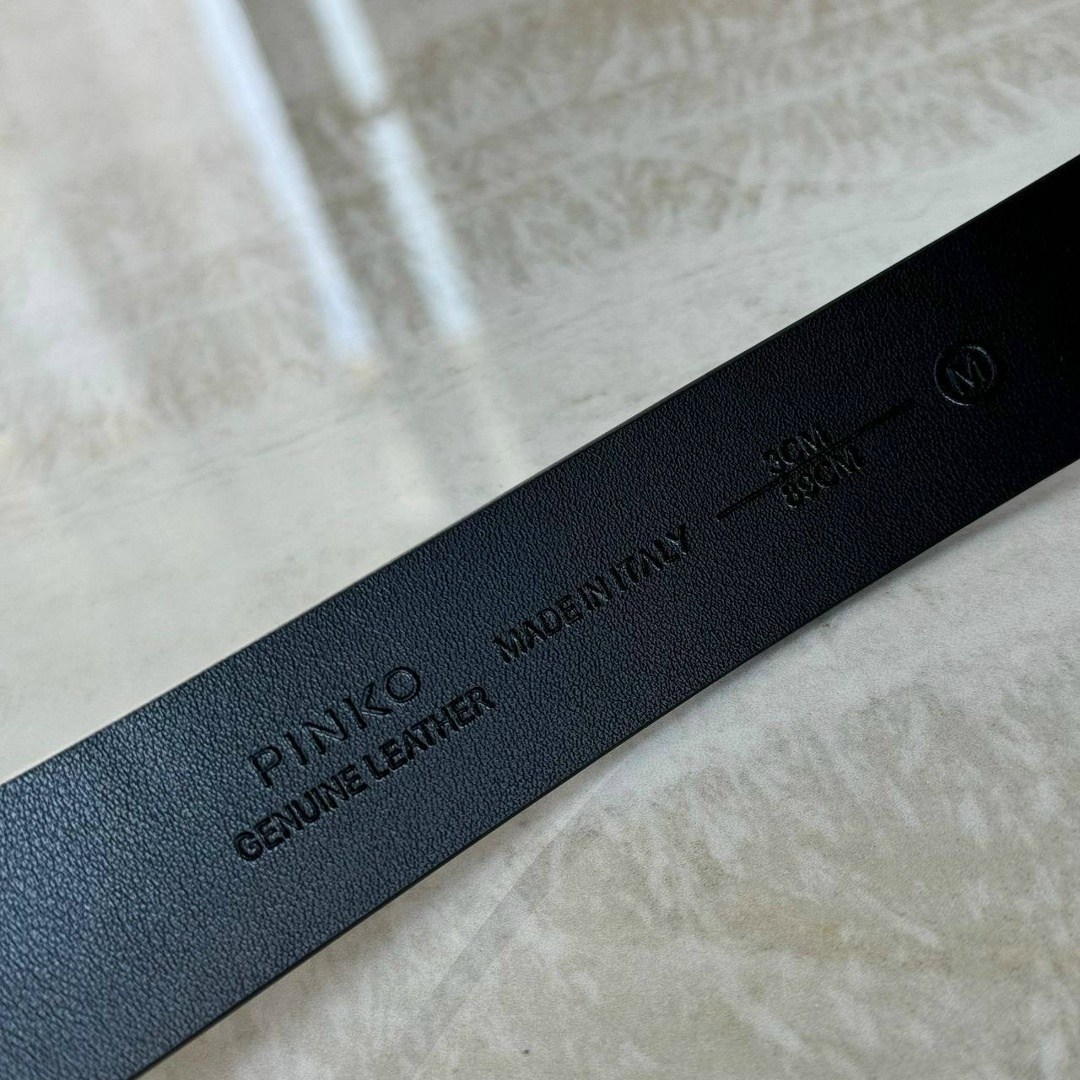 PINKO
GENUINE LEATHER
MADE IN ITALY
3CM
89CM
M